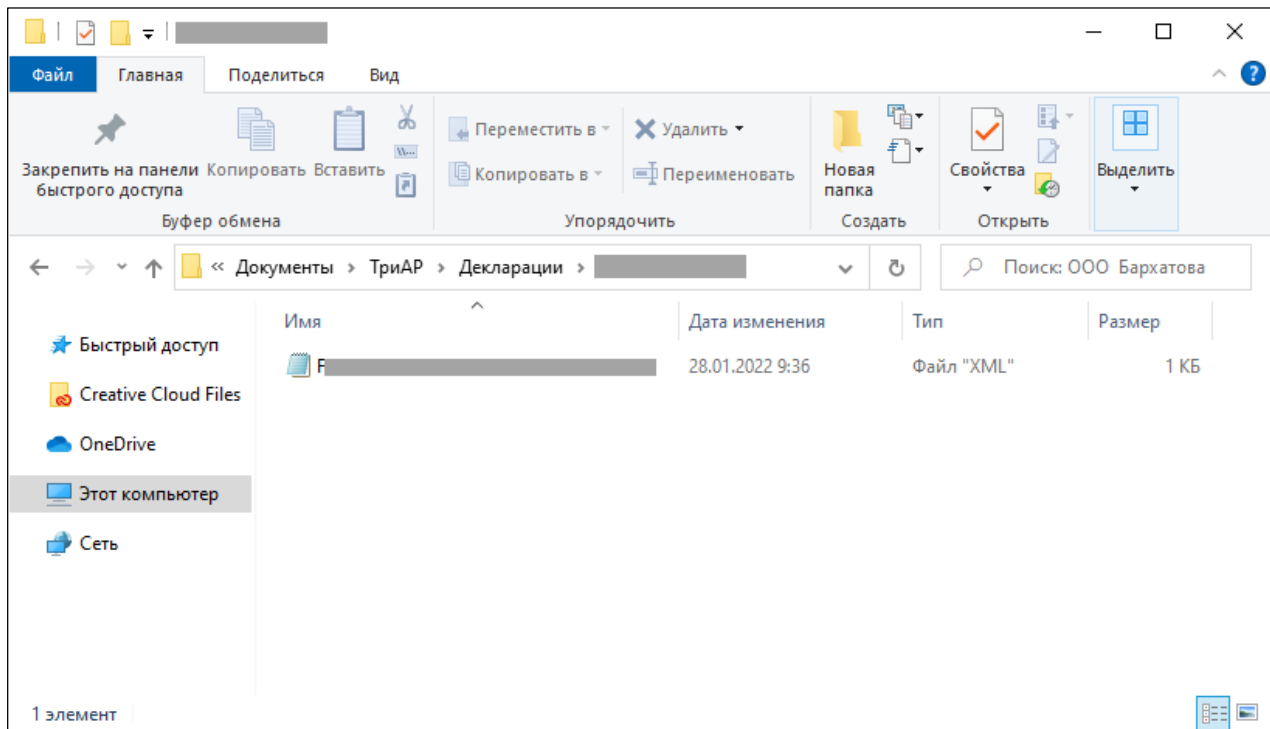 Файл Главная Поделиться Вид
Закрепить на панели быстрого доступа
Копировать
Вставить
Переместить в
Копировать в
Удалить
Переименовать
Новая папка
Свойства
Выделить
Буфер обмена Упорядочить Создать Открыть
« Документы › ТриАР › Декларации ›
Поиск: ООО Бархатова
Имя Дата изменения Тип Размер
F 28.01.2022 9:36 Файл "XML" 1 КБ
Быстрый доступ
Creative Cloud Files
OneDrive
Этот компьютер
Сеть
1 элемент